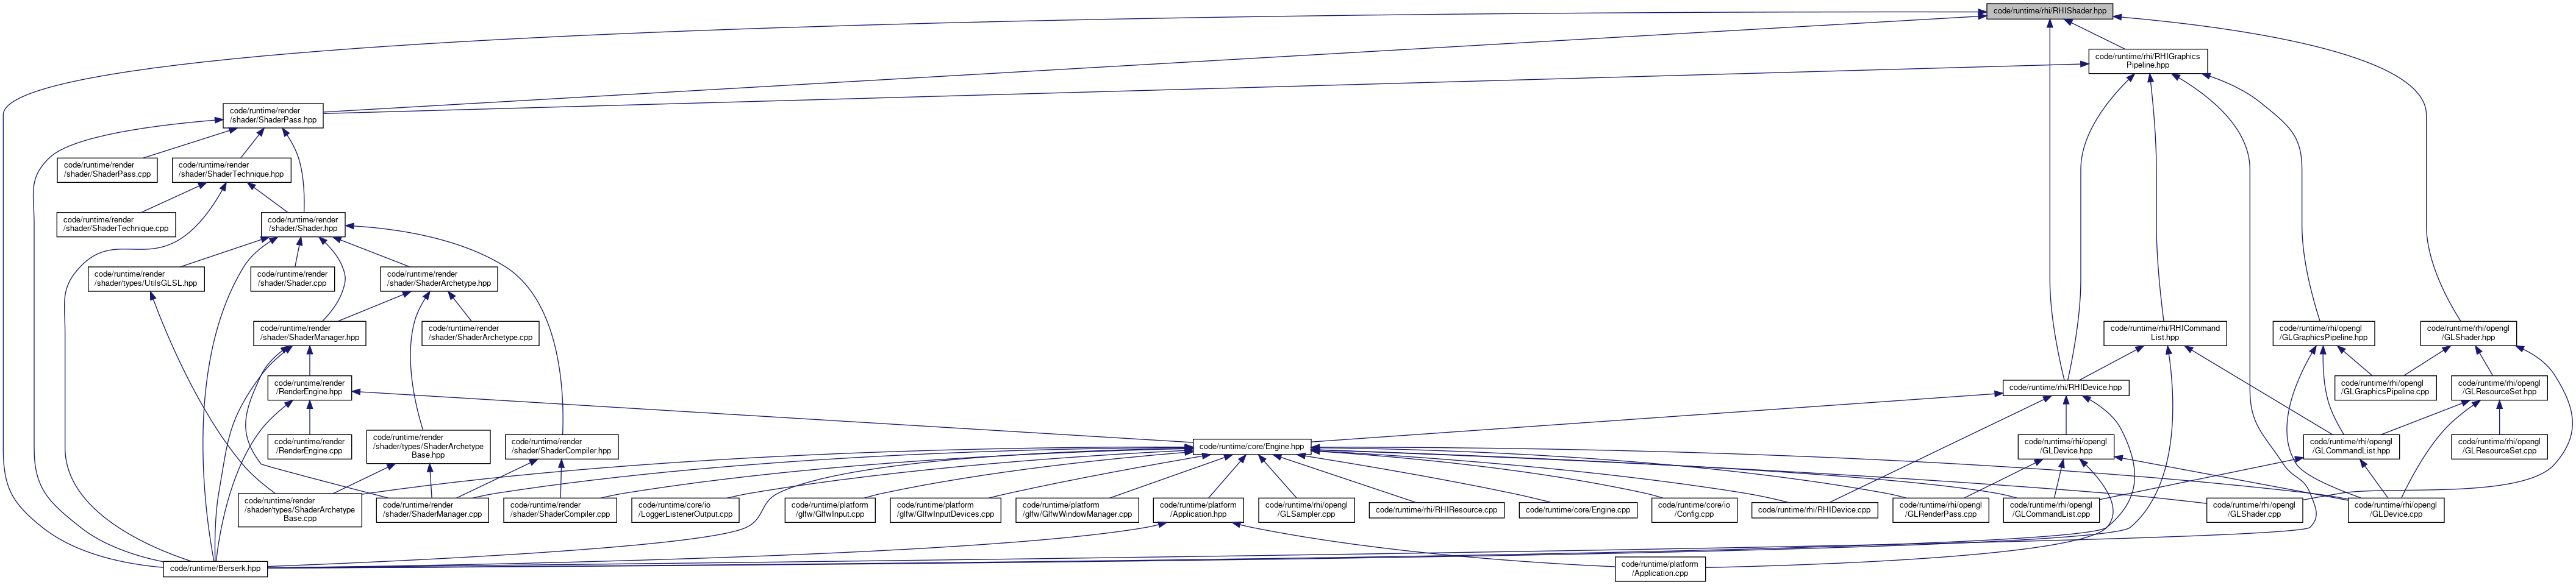 code/runtime/rhi/RHIShader.hpp
code/runtime/rhi/RHIGraphics
Pipeline.hpp
code/runtime/render
/shader/ShaderPass.hpp
code/runtime/render
/shader/ShaderPass.cpp
code/runtime/render
/shader/ShaderTechnique.hpp
code/runtime/render
/shader/ShaderTechnique.cpp
code/runtime/render
/shader/Shader.hpp
code/runtime/render
/shader/types/UtilsGLSL.hpp
code/runtime/render
/shader/Shader.cpp
code/runtime/render
/shader/ShaderArchetype.hpp
code/runtime/render
/shader/ShaderManager.hpp
code/runtime/render
/shader/ShaderArchetype.cpp
code/runtime/rhi/RHICommand
List.hpp
code/runtime/rhi/opengl
/GLGraphicsPipeline.hpp
code/runtime/rhi/opengl
/GLShader.hpp
code/runtime/render
/RenderEngine.hpp
code/runtime/rhi/RHIDevice.hpp
code/runtime/rhi/opengl
/GLGraphicsPipeline.cpp
code/runtime/rhi/opengl
/GLResourceSet.hpp
code/runtime/render
/RenderEngine.cpp
code/runtime/render
/shader/types/ShaderArchetype
Base.hpp
code/runtime/render
/shader/ShaderCompiler.hpp
code/runtime/core/Engine.hpp
code/runtime/rhi/opengl
/GLDevice.hpp
code/runtime/rhi/opengl
/GLCommandList.hpp
code/runtime/rhi/opengl
/GLResourceSet.cpp
code/runtime/render
/shader/types/ShaderArchetype
Base.cpp
code/runtime/render
/shader/ShaderManager.cpp
code/runtime/render
/shader/ShaderCompiler.cpp
code/runtime/core/io
/LoggerListenerOutput.cpp
code/runtime/platform
/glfw/GlfwInput.cpp
code/runtime/platform
/glfw/GlfwInputDevices.cpp
code/runtime/platform
/glfw/GlfwWindowManager.cpp
code/runtime/platform
/Application.hpp
code/runtime/rhi/opengl
/GLSampler.cpp
code/runtime/rhi/RHIResource.cpp
code/runtime/core/Engine.cpp
code/runtime/core/io
/Config.cpp
code/runtime/rhi/RHIDevice.cpp
code/runtime/rhi/opengl
/GLRenderPass.cpp
code/runtime/rhi/opengl
/GLCommandList.cpp
code/runtime/rhi/opengl
/GLShader.cpp
code/runtime/rhi/opengl
/GLDevice.cpp
code/runtime/Berserk.hpp
code/runtime/platform
/Application.cpp